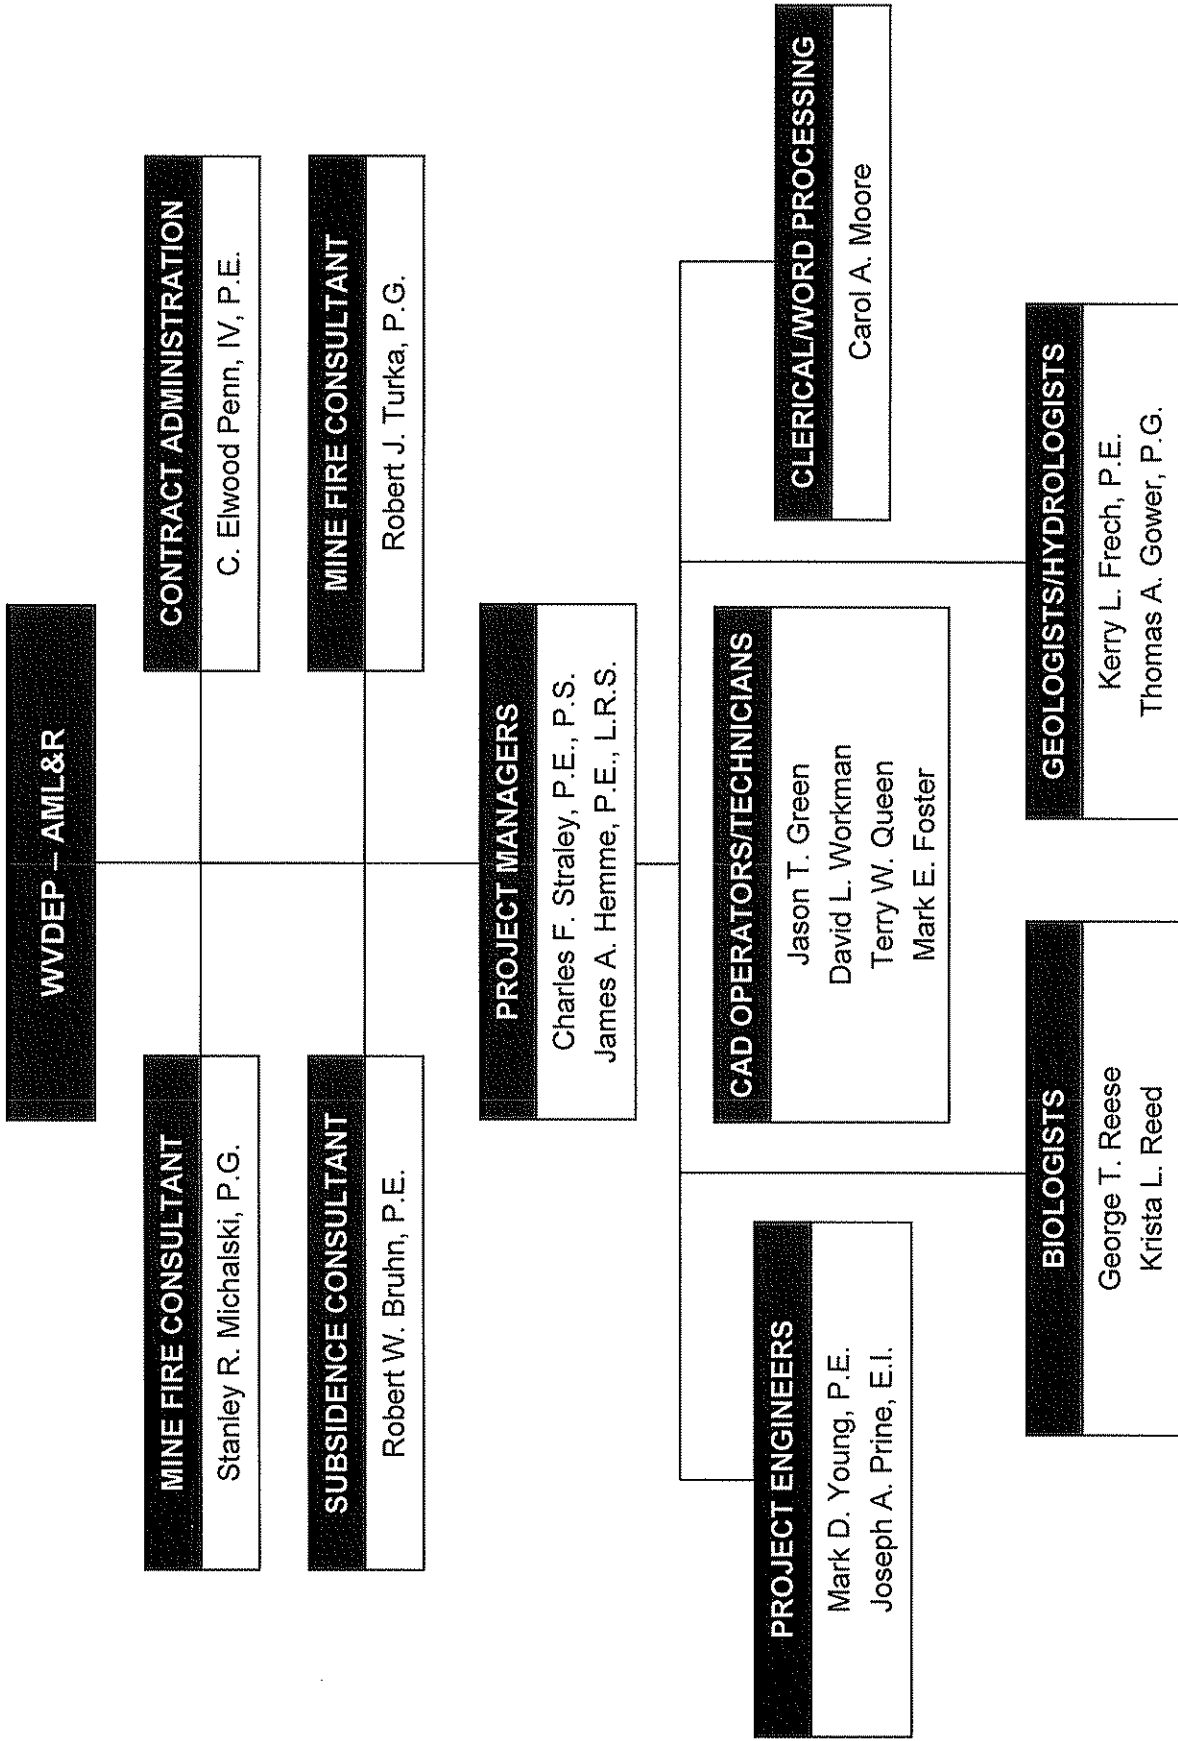 WVDEP – AML&R
MINE FIRE CONSULTANT
Stanley R. Michalski, P.G.
CONTRACT ADMINISTRATION
C. Elwood Penn, IV, P.E.
SUBSIDENCE CONSULTANT
Robert W. Bruhn, P.E.
MINE FIRE CONSULTANT
Robert J. Turka, P.G.
PROJECT MANAGERS
Charles F. Straley, P.E., P.S.
James A. Hemme, P.E., L.R.S.
PROJECT ENGINEERS
Mark D. Young, P.E.
Joseph A. Prine, E.I.
CAD OPERATORS/TECHNICIANS
Jason T. Green
David L. Workman
Terry W. Queen
Mark E. Foster
CLERICAL/WORD PROCESSING
Carol A. Moore
BIOLOGISTS
George T. Reese
Krista L. Reed
GEOLOGISTS/HYDROLOGISTS
Kerry L. Frech, P.E.
Thomas A. Gower, P.G.